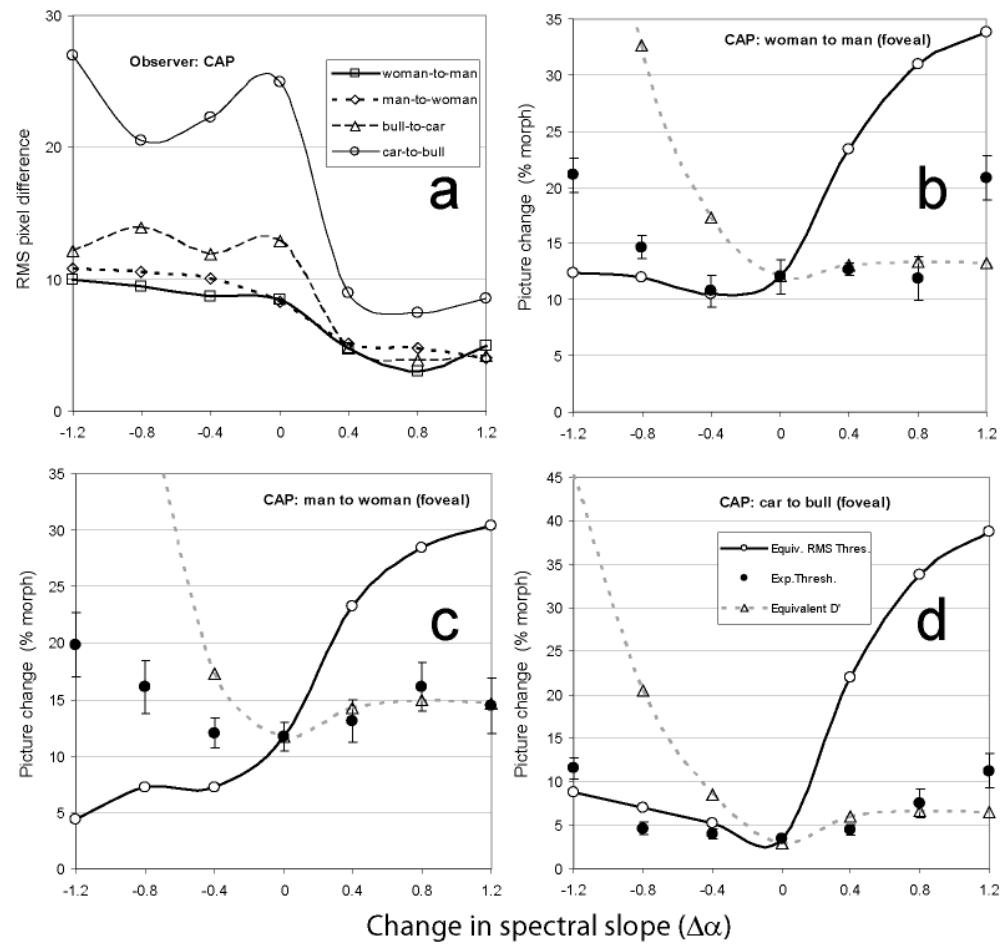 30
20
10
0
RMS pixel difference
Observer: CAP
woman-to-man
man-to-woman
bull-to-car
car-to-bull
a
-1.2 -0.8 -0.4 0 0.4 0.8 1.2
35
30
25
20
15
10
5
0
Picture change (% morph)
CAP: woman to man (foveal)
b
-1.2 -0.8 -0.4 0 0.4 0.8 1.2
35
30
25
20
15
10
5
0
Picture change (% morph)
CAP: man to woman (foveal)
c
-1.2 -0.8 -0.4 0 0.4 0.8 1.2
45
40
35
30
25
20
15
10
5
0
Picture change (% morph)
CAP: car to bull (foveal)
Equiv. RMS Thres.
Exp.Thresh.
Equivalent D'
d
-1.2 -0.8 -0.4 0 0.4 0.8 1.2
Change in spectral slope (Δα)